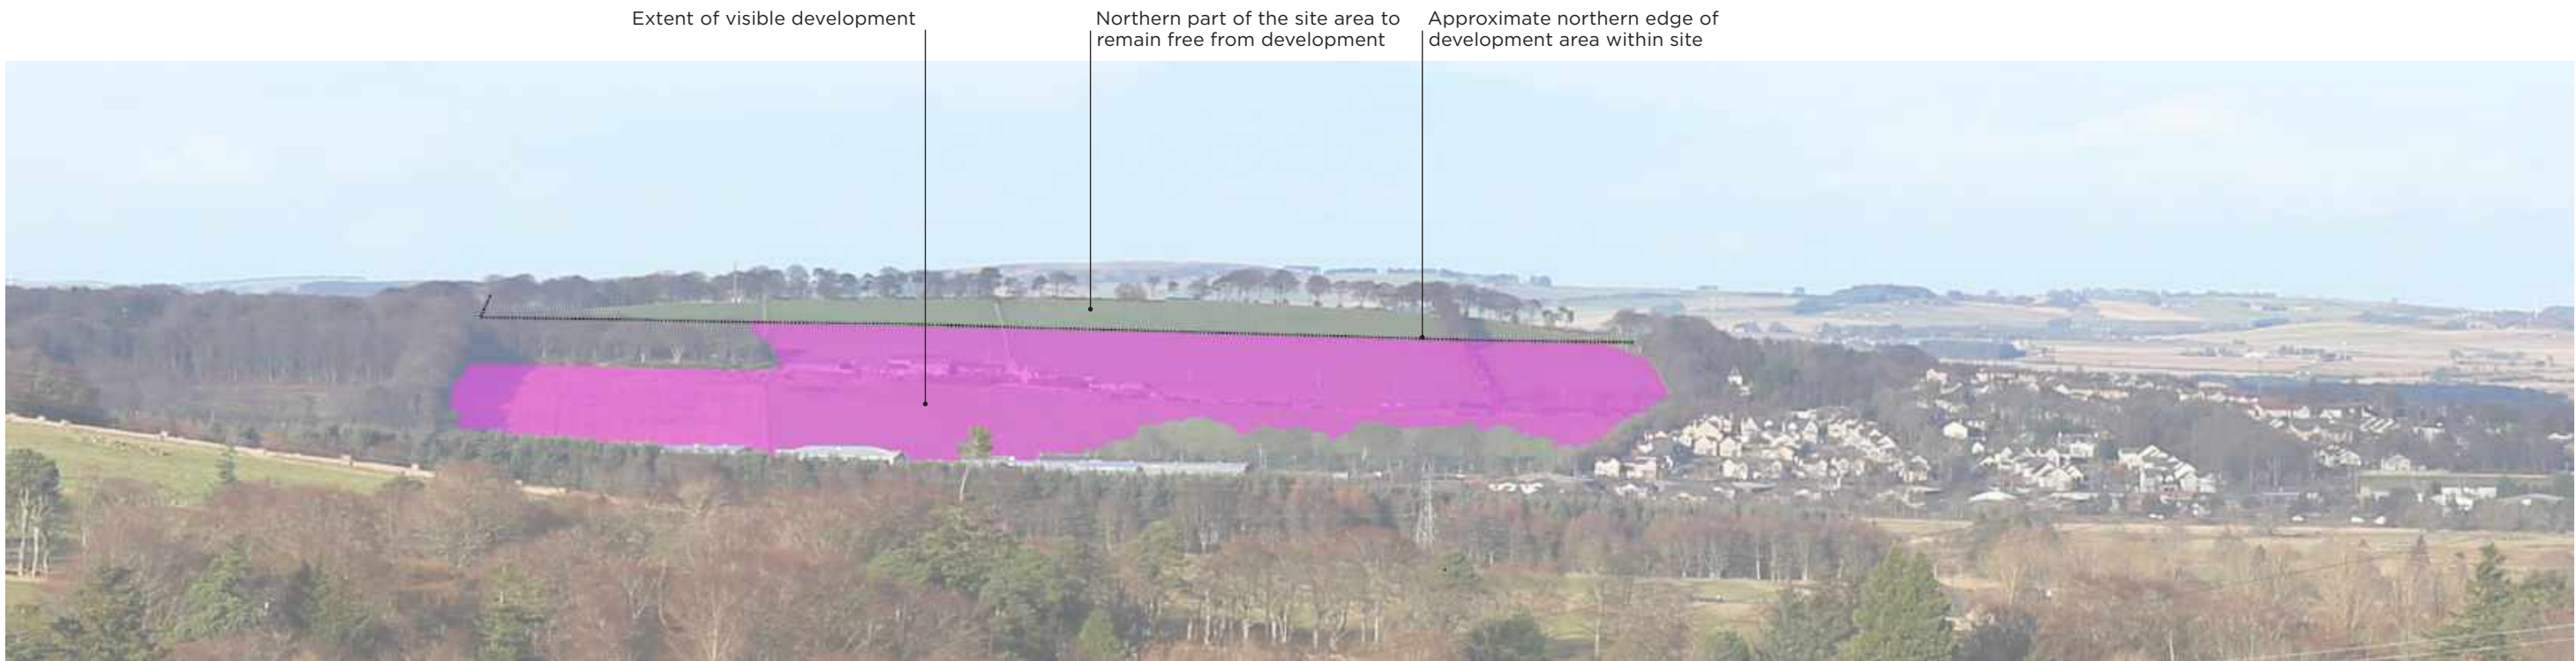 Extent of visible development
Northern part of the site area to
remain free from development
Approximate northern edge of
development area within site